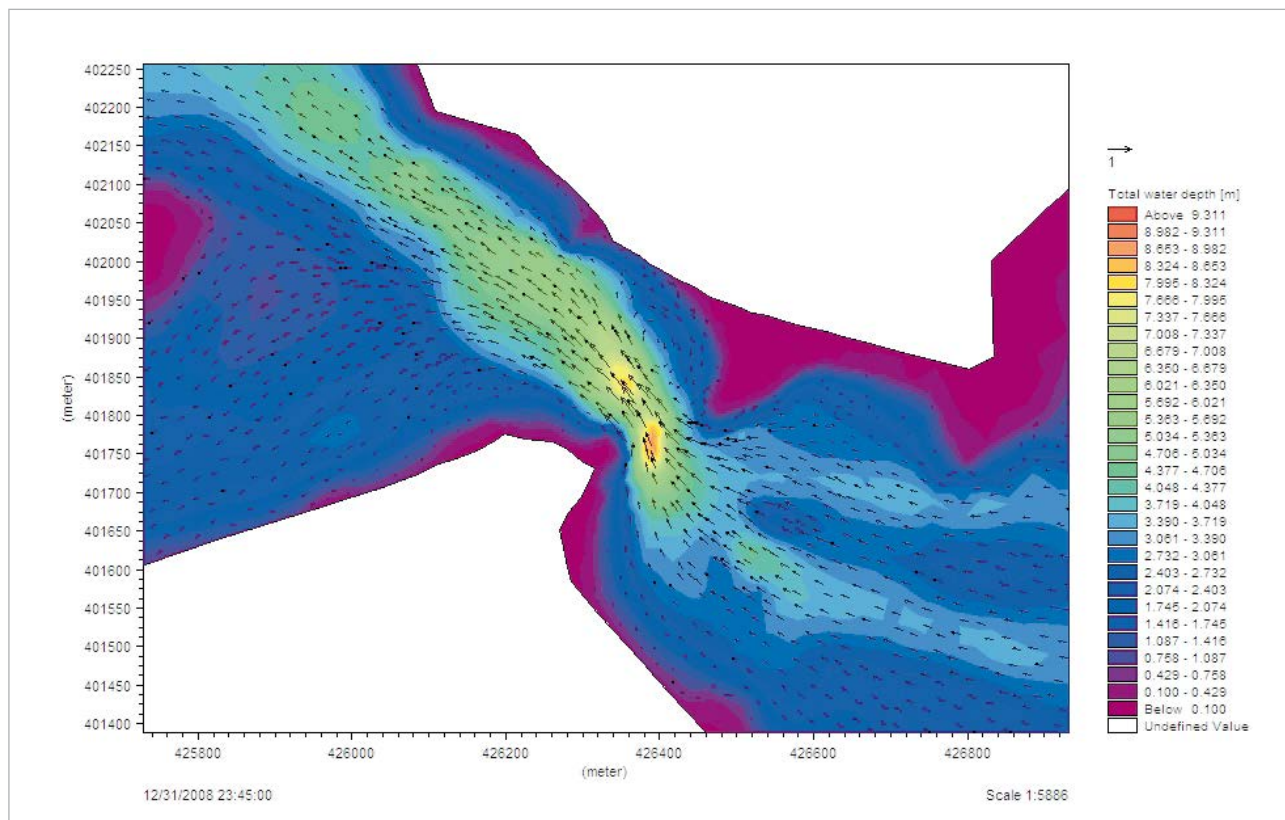 402250
402200
402150
402100
402050
402000
401950
401900
401850
401800
401750
401700
401650
401600
401550
401500
401450
401400
(meter)
425800
426000
426200
426400
426600
426800
(meter)
12/31/2008 23:45:00
Scale 1:5886
1
Total water depth [m]
Above 9.311
8.982 - 9.311
8.653 - 8.982
8.324 - 8.653
7.995 - 8.324
7.666 - 7.995
7.337 - 7.666
7.008 - 7.337
6.679 - 7.008
6.350 - 6.679
6.021 - 6.350
5.692 - 6.021
5.363 - 5.692
5.034 - 5.363
4.706 - 5.034
4.377 - 4.706
4.048 - 4.377
3.719 - 4.048
3.390 - 3.719
3.061 - 3.390
2.732 - 3.061
2.403 - 2.732
2.074 - 2.403
1.745 - 2.074
1.416 - 1.745
1.087 - 1.416
0.758 - 1.087
0.429 - 0.758
0.100 - 0.429
Below 0.100
Undefined Value